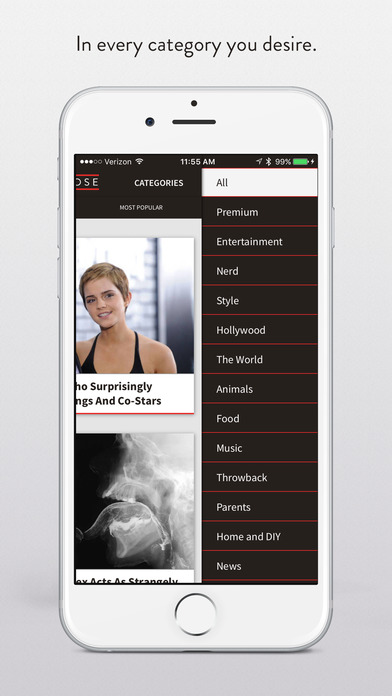 In every category you desire.
Verizon 11:55 AM 99%
OSE CATEGORIES
MOST POPULAR
All
Premium
Entertainment
Nerd
Style
Hollywood
The World
Animals
Food
Music
Throwback
Parents
Home and DIY
News
ho Surprisingly
ngs And Co-Stars
ex Acts As Strangely